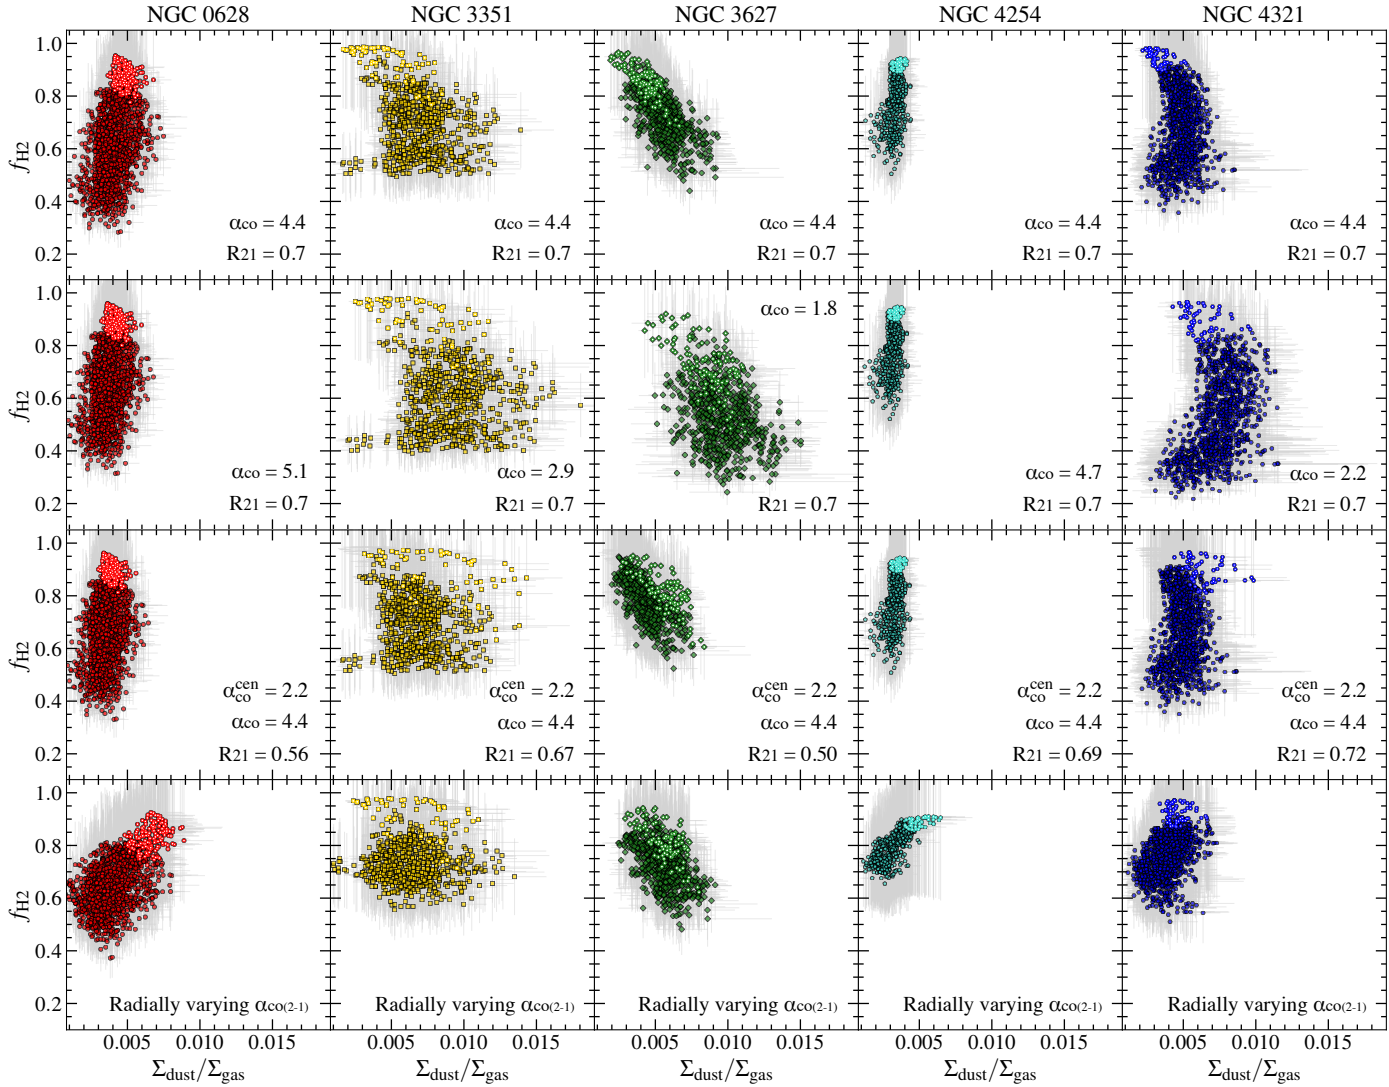 NGC 0628 NGC 3351 NGC 3627 NGC 4254 NGC 4321
1.0
0.8
0.6
0.4
0.2
fH2
αco = 4.4 αco = 4.4 αco = 4.4 αco = 4.4 αco = 4.4
R21 = 0.7 R21 = 0.7 R21 = 0.7 R21 = 0.7 R21 = 0.7
1.0
0.8
0.6
0.4
0.2
fH2
αco = 5.1 αco = 2.9 αco = 1.8 αco = 4.7 αco = 2.2
R21 = 0.7 R21 = 0.7 R21 = 0.7 R21 = 0.7 R21 = 0.7
1.0
0.8
0.6
0.4
0.2
fH2
αco^cen = 2.2 αco^cen = 2.2 αco^cen = 2.2 αco^cen = 2.2 αco^cen = 2.2
αco = 4.4 αco = 4.4 αco = 4.4 αco = 4.4 αco = 4.4
R21 = 0.56 R21 = 0.67 R21 = 0.50 R21 = 0.69 R21 = 0.72
1.0
0.8
0.6
0.4
0.2
fH2
Radially varying αco(2-1) Radially varying αco(2-1) Radially varying αco(2-1) Radially varying αco(2-1) Radially varying αco(2-1)
0.005 0.010 0.015 0.005 0.010 0.015 0.005 0.010 0.015 0.005 0.010 0.015 0.005 0.010 0.015
Σdust/Σgas Σdust/Σgas Σdust/Σgas Σdust/Σgas Σdust/Σgas